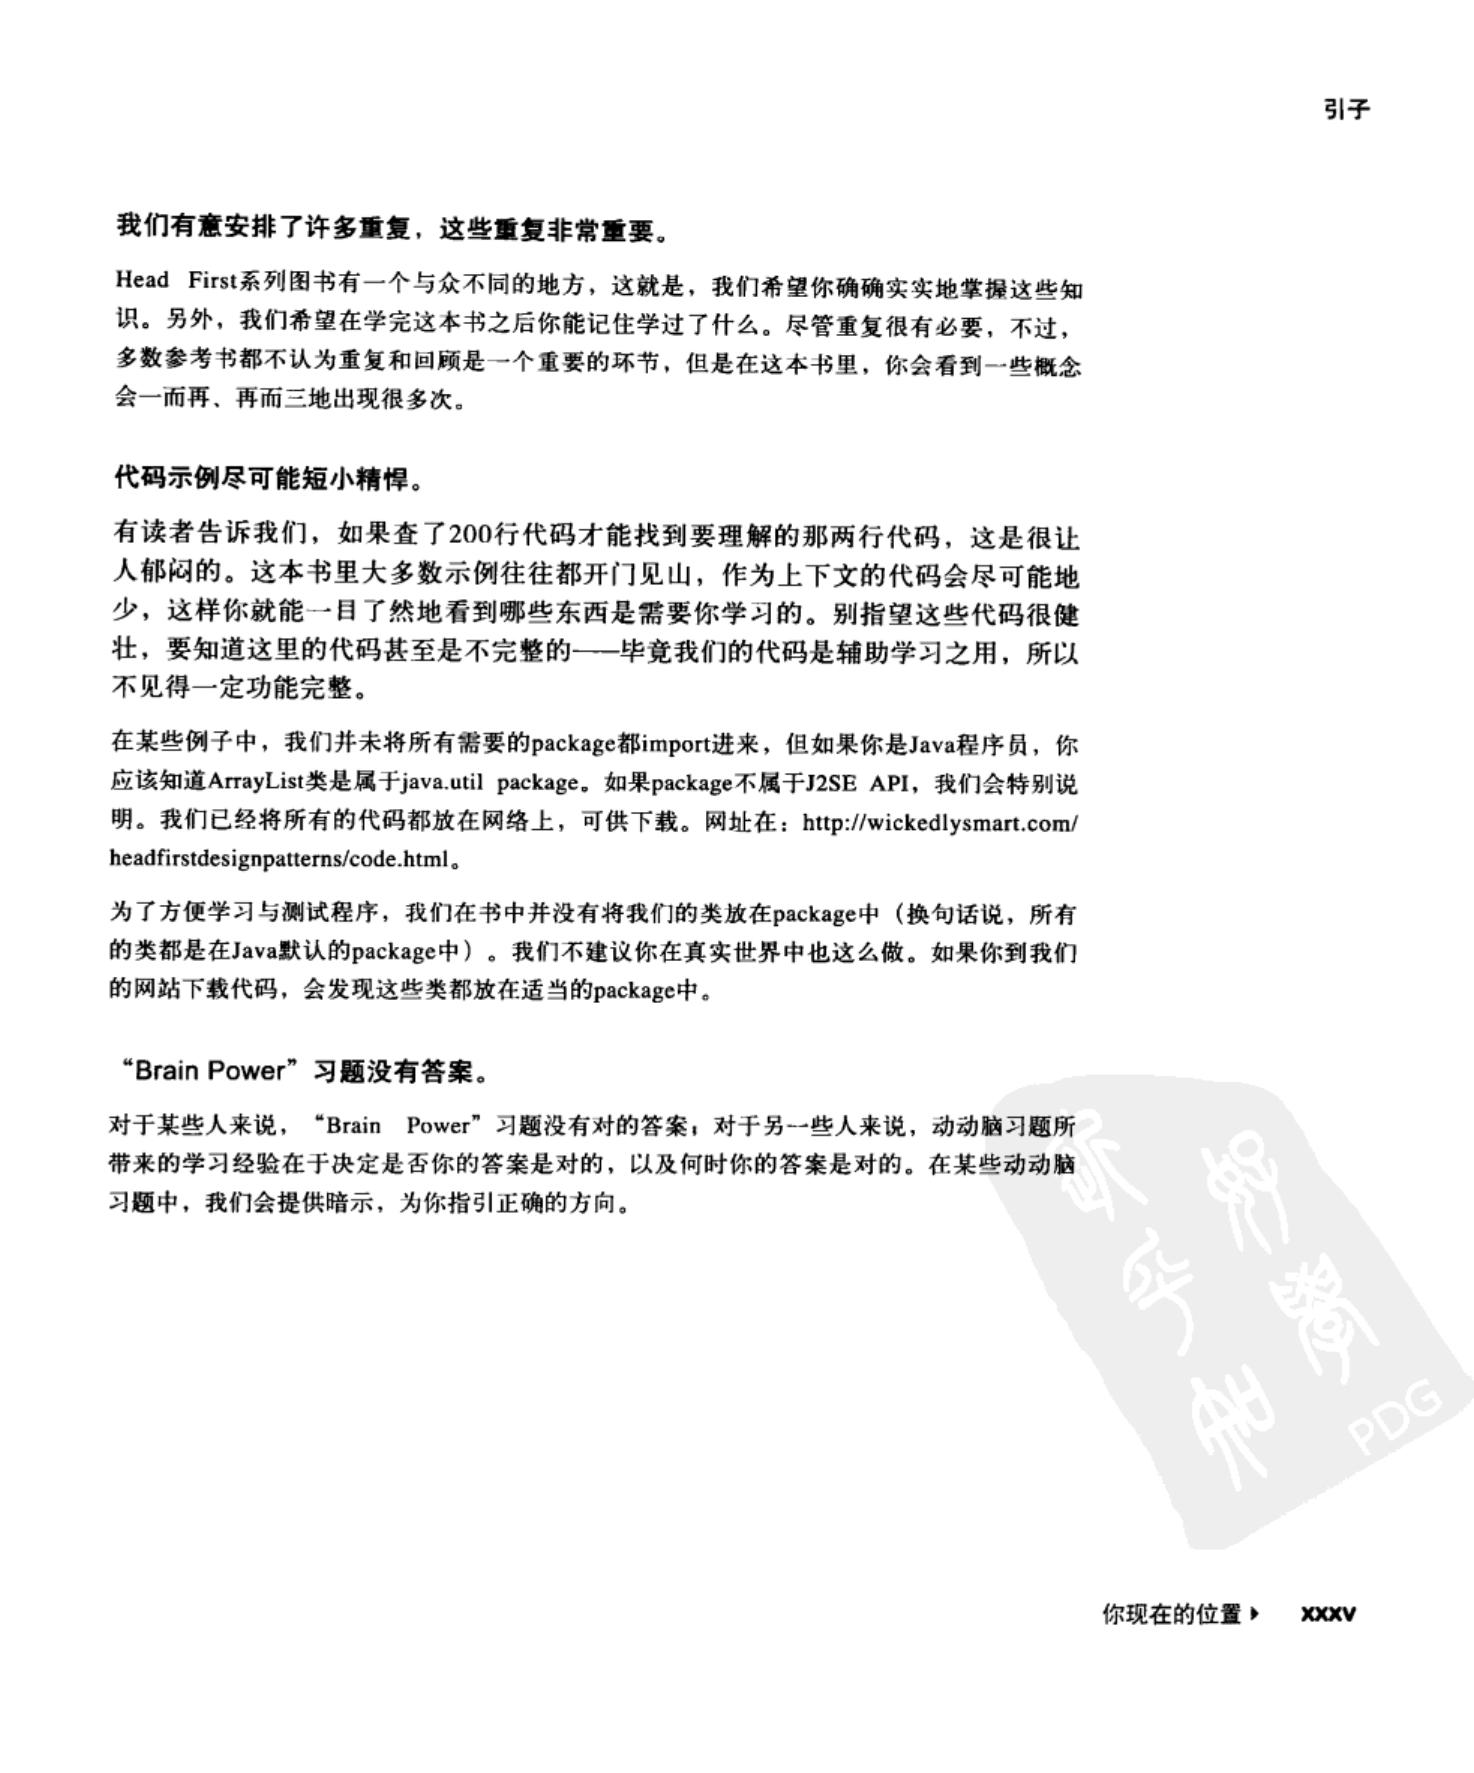 引子
我们有意安排了许多重复，这些重复非常重要。
Head First系列图书有一个与众不同的地方，这就是，我们希望你确确实实地掌握这些知
识。另外，我们希望在学完这本书之后你能记住学过了什么。尽管重复很有必要，不过，
多数参考书都不认为重复和回顾是一个重要的环节，但是在这本书里，你会看到一些概念
会一而再、再而三地出现很多次。
代码示例尽可能短小精悍。
有读者告诉我们，如果查了200行代码才能找到要理解的那两行代码，这是很让
人郁闷的。这本书里大多数示例往往都开门见山，作为上下文的代码会尽可能地
少，这样你就能一目了然地看到哪些东西是需要你学习的。别指望这些代码很健
壮，要知道这里的代码甚至是不完整的——毕竟我们的代码是辅助学习之用，所以
不见得一定功能完整。
在某些例子中，我们并未将所有需要的package都import进来，但如果你是Java程序员，你
应该知道ArrayList类是属于java.util package。如果package不属于J2SE API，我们会特别说
明。我们已经将所有的代码都放在网络上，可供下载。网址在：http://wickedlysmart.com/
headfirstdesignpatterns/code.html。
为了方便学习与测试程序，我们在书中并没有将我们的类放在package中（换句话说，所有
的类都是在Java默认的package中）。我们不建议你在真实世界中也这么做。如果你到我们
的网站下载代码，会发现这些类都放在适当的package中。
“Brain Power”习题没有答案。
对于某些人来说，“Brain Power”习题没有对的答案；对于另一些人来说，动动脑习题所
带来的学习经验在于决定是否你的答案是对的，以及何时你的答案是对的。在某些动动脑
习题中，我们会提供暗示，为你指引正确的方向。
PDG
你现在的位置▸ xxxv